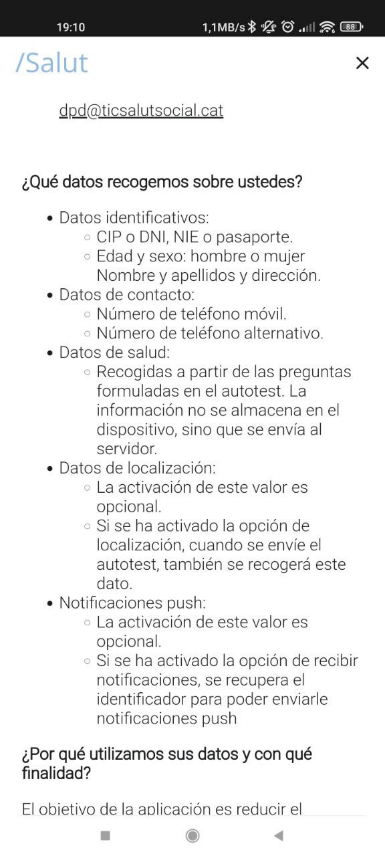 19:10
1,1MB/s
88
/Salut
dpd@ticsalutsocial.cat
¿Qué datos recogemos sobre ustedes?
Datos identificativos:
CIP o DNI, NIE o pasaporte.
Edad y sexo: hombre o mujer
Nombre y apellidos y dirección.
Datos de contacto:
Número de teléfono móvil.
Número de teléfono alternativo.
Datos de salud:
Recogidas a partir de las preguntas
formuladas en el autotest. La
información no se almacena en el
dispositivo, sino que se envía al
servidor.
Datos de localización:
La activación de este valor es
opcional.
Si se ha activado la opción de
localización, cuando se envíe el
autotest, también se recogerá este
dato.
Notificaciones push:
La activación de este valor es
opcional.
Si se ha activado la opción de recibir
notificaciones, se recupera el
identificador para poder enviarle
notificaciones push
¿Por qué utilizamos sus datos y con qué
finalidad?
El objetivo de la aplicación es reducir el